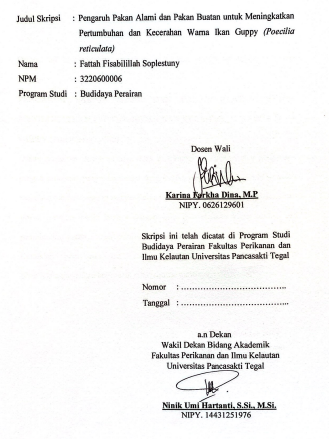 Judul Skripsi : Pengaruh Pakan Alami dan Pakan Buatan untuk Meningkatkan
Pertumbuhan dan Kecerahan Warna Ikan Guppy (Poecilia
reticulata)
Nama : Fattah Fisabilillah Soplestuny
NPM : 3220600006
Program Studi : Budidaya Perairan
Dosen Wali
Karina Farkha Dina, M.P
NIPY. 0626129601
Skripsi ini telah dicatat di Program Studi
Budidaya Perairan Fakultas Perikanan dan
Ilmu Kelautan Universitas Pancasakti Tegal
Nomor : ......................................
Tanggal : ......................................
a.n Dekan
Wakil Dekan Bidang Akademik
Fakultas Perikanan dan Ilmu Kelautan
Universitas Pancasakti Tegal
Ninik Umi Hartanti, S.Si., M.Si.
NIPY. 14431251976